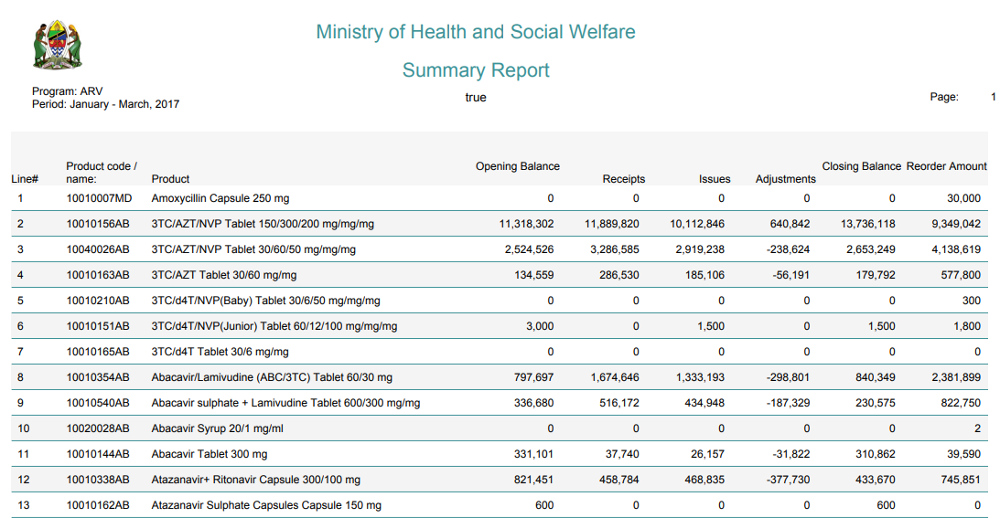 Ministry of Health and Social Welfare
Summary Report
Program: ARV
Period: January - March, 2017
true
Page: 1
Line# Product code / name: Product Opening Balance Receipts Issues Adjustments Closing Balance Reorder Amount
1 10010007MD Amoxycillin Capsule 250 mg 0 0 0 0 0 30,000
2 10010156AB 3TC/AZT/NVP Tablet 150/300/200 mg/mg/mg 11,318,302 11,889,820 10,112,846 640,842 13,736,118 9,349,042
3 10040026AB 3TC/AZT/NVP Tablet 30/60/50 mg/mg/mg 2,524,526 3,286,585 2,919,238 -238,624 2,653,249 4,138,619
4 10010163AB 3TC/AZT Tablet 30/60 mg/mg 134,559 286,530 185,106 -56,191 179,792 577,800
5 10010210AB 3TC/d4T/NVP(Baby) Tablet 30/6/50 mg/mg/mg 0 0 0 0 0 300
6 10010151AB 3TC/d4T/NVP(Junior) Tablet 60/12/100 mg/mg/mg 3,000 0 1,500 0 1,500 1,800
7 10010165AB 3TC/d4T Tablet 30/6 mg/mg 0 0 0 0 0 0
8 10010354AB Abacavir/Lamivudine (ABC/3TC) Tablet 60/30 mg 797,697 1,674,646 1,333,193 -298,801 840,349 2,381,899
9 10010540AB Abacavir sulphate + Lamivudine Tablet 600/300 mg/mg 336,680 516,172 434,948 -187,329 230,575 822,750
10 10020028AB Abacavir Syrup 20/1 mg/ml 0 0 0 0 0 2
11 10010144AB Abacavir Tablet 300 mg 331,101 37,740 26,157 -31,822 310,862 39,590
12 10010338AB Atazanavir+ Ritonavir Capsule 300/100 mg 821,451 458,784 468,835 -377,730 433,670 745,851
13 10010162AB Atazanavir Sulphate Capsules Capsule 150 mg 600 0 0 0 600 0